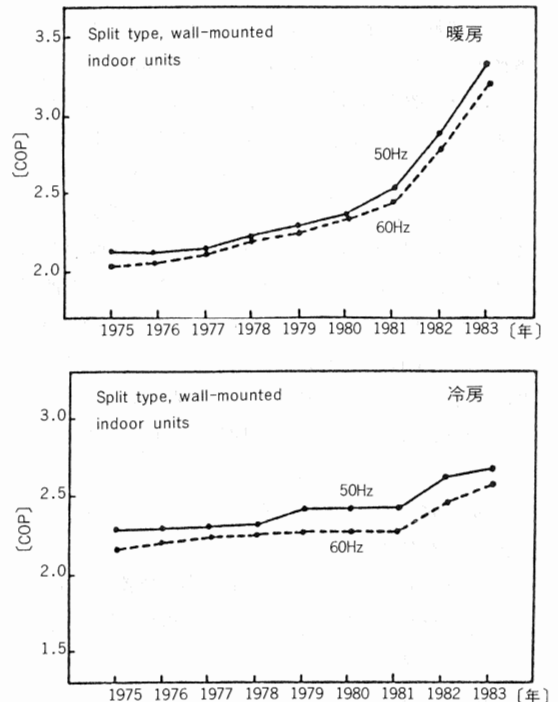 Split type, wall-mounted
indoor units
暖房
3.5
3.0
2.5
2.0
[COP]
50Hz
60Hz
1975 1976 1977 1978 1979 1980 1981 1982 1983 〔年〕
Split type, wall-mounted
indoor units
冷房
3.0
2.5
2.0
1.5
[COP]
50Hz
60Hz
1975 1976 1977 1978 1979 1980 1981 1982 1983 〔年〕